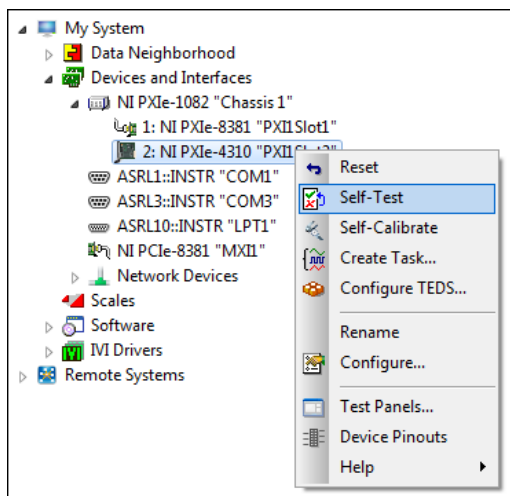 My System
Data Neighborhood
Devices and Interfaces
NI PXIe-1082 "Chassis 1"
1: NI PXIe-8381 "PXI1Slot1"
2: NI PXIe-4310 "PXI1Slot2"
ASRL1::INSTR "COM1"
ASRL3::INSTR "COM3"
ASRL10::INSTR "LPT1"
NI PCIe-8381 "MXI1"
Network Devices
Scales
Software
IVI Drivers
Remote Systems
Reset
Self-Test
Self-Calibrate
Create Task...
Configure TEDS...
Rename
Configure...
Test Panels...
Device Pinouts
Help